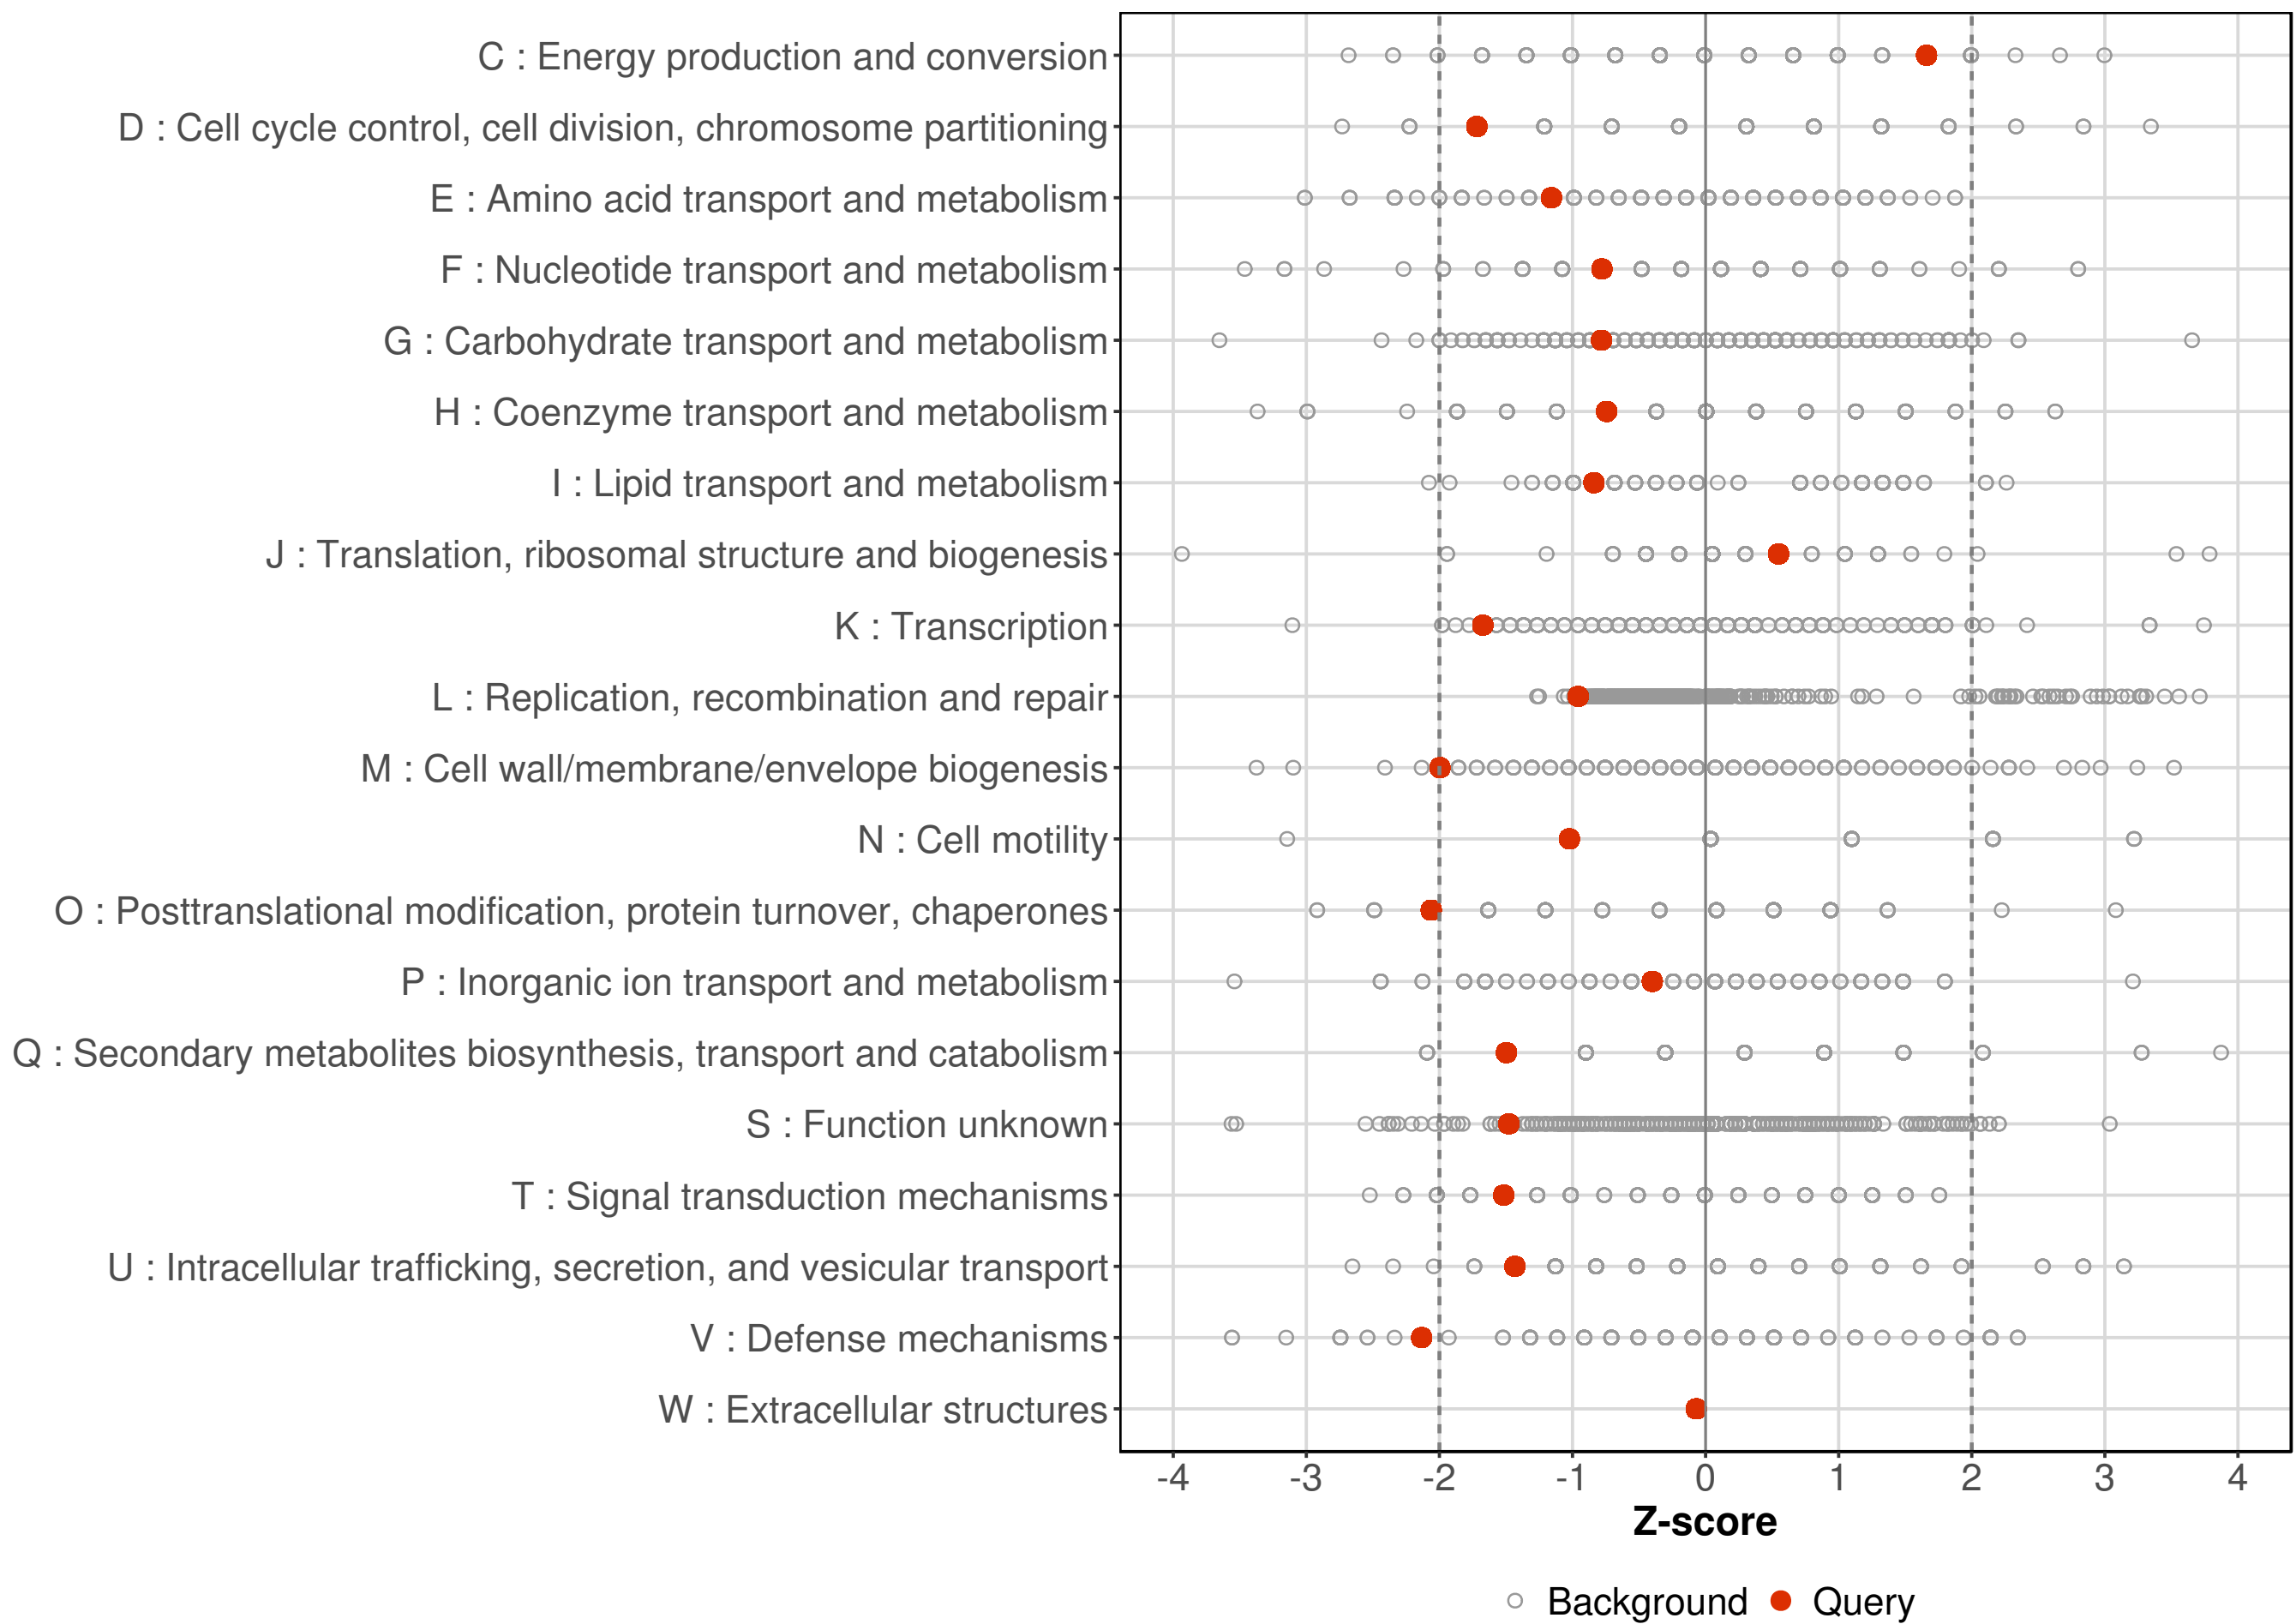 C : Energy production and conversion
D : Cell cycle control, cell division, chromosome partitioning
E : Amino acid transport and metabolism
F : Nucleotide transport and metabolism
G : Carbohydrate transport and metabolism
H : Coenzyme transport and metabolism
I : Lipid transport and metabolism
J : Translation, ribosomal structure and biogenesis
K : Transcription
L : Replication, recombination and repair
M : Cell wall/membrane/envelope biogenesis
N : Cell motility
O : Posttranslational modification, protein turnover, chaperones
P : Inorganic ion transport and metabolism
Q : Secondary metabolites biosynthesis, transport and catabolism
S : Function unknown
T : Signal transduction mechanisms
U : Intracellular trafficking, secretion, and vesicular transport
V : Defense mechanisms
W : Extracellular structures
-4 -3 -2 -1 0 1 2 3 4
Z-score
Background Query